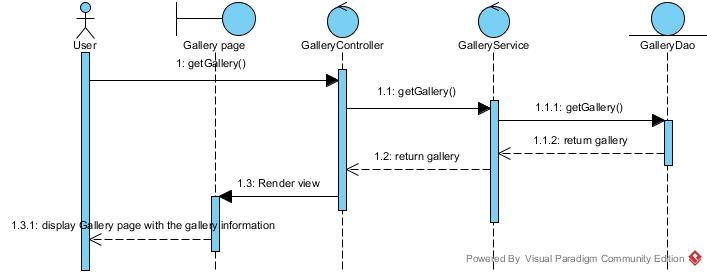 User
Gallery page
GalleryController
GalleryService
GalleryDao
1: getGallery()
1.1: getGallery()
1.1.1: getGallery()
1.1.2: return gallery
1.2: return gallery
1.3: Render view
1.3.1: display Gallery page with the gallery information
Powered By Visual Paradigm Community Edition